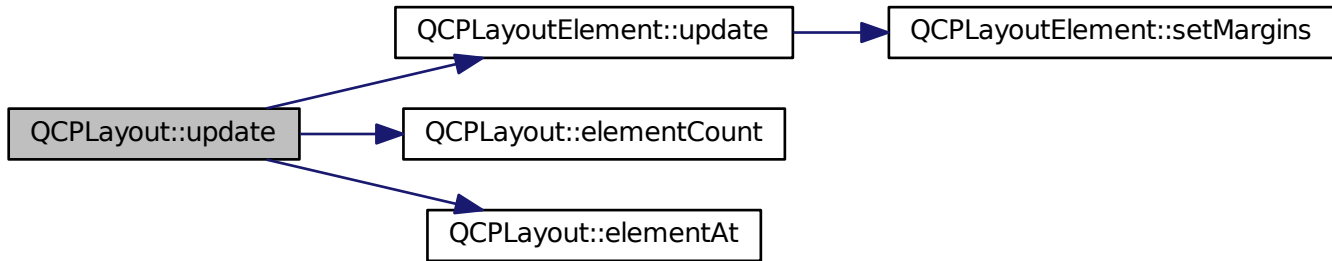 QCPLayoutElement::update
QCPLayoutElement::setMargins
QCPLayout::update
QCPLayout::elementCount
QCPLayout::elementAt